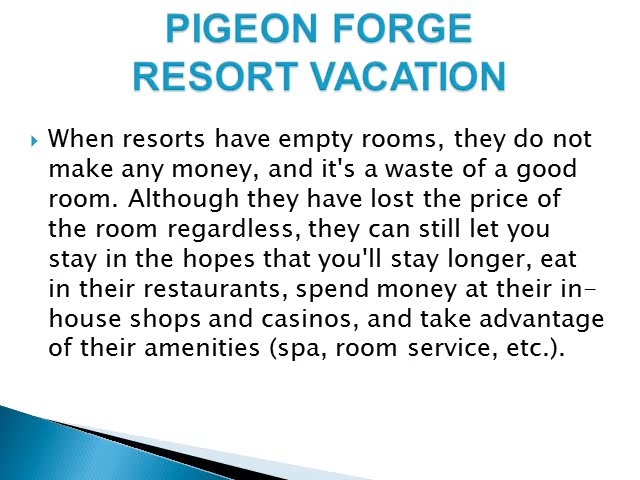 PIGEON FORGE
RESORT VACATION
When resorts have empty rooms, they do not
make any money, and it's a waste of a good
room. Although they have lost the price of
the room regardless, they can still let you
stay in the hopes that you'll stay longer, eat
in their restaurants, spend money at their in-
house shops and casinos, and take advantage
of their amenities (spa, room service, etc.).